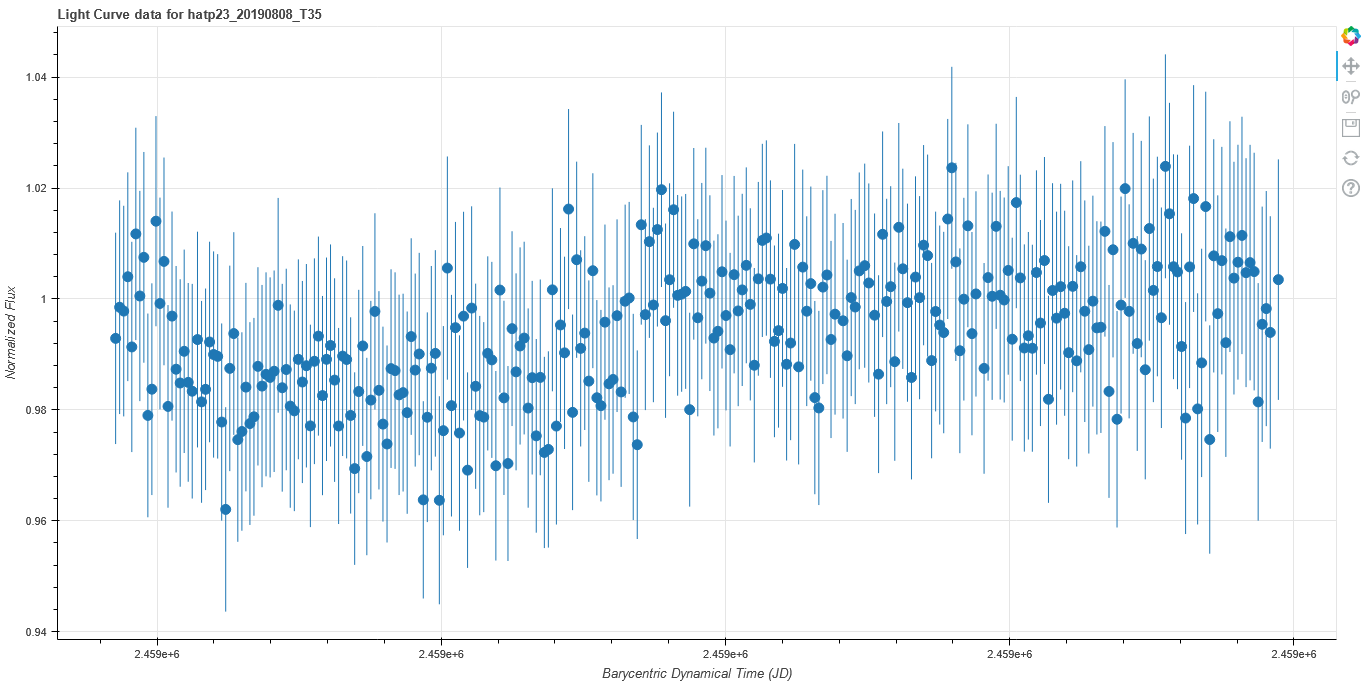 Light Curve data for hatp23_20190808_T35
1.04
1.02
1
0.98
0.96
0.94
Normalized Flux
2.459e+6 2.459e+6 2.459e+6 2.459e+6 2.459e+6
Barycentric Dynamical Time (JD)